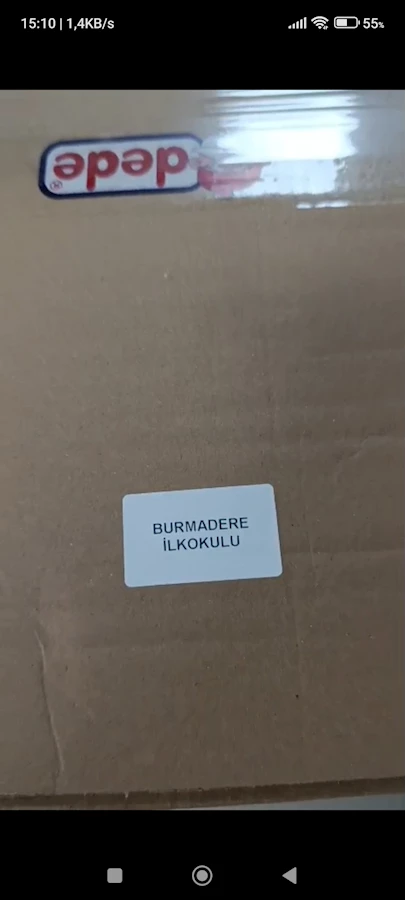 15:10 | 1,4KB/s
55%
dede
BURMADERE
İLKOKULU